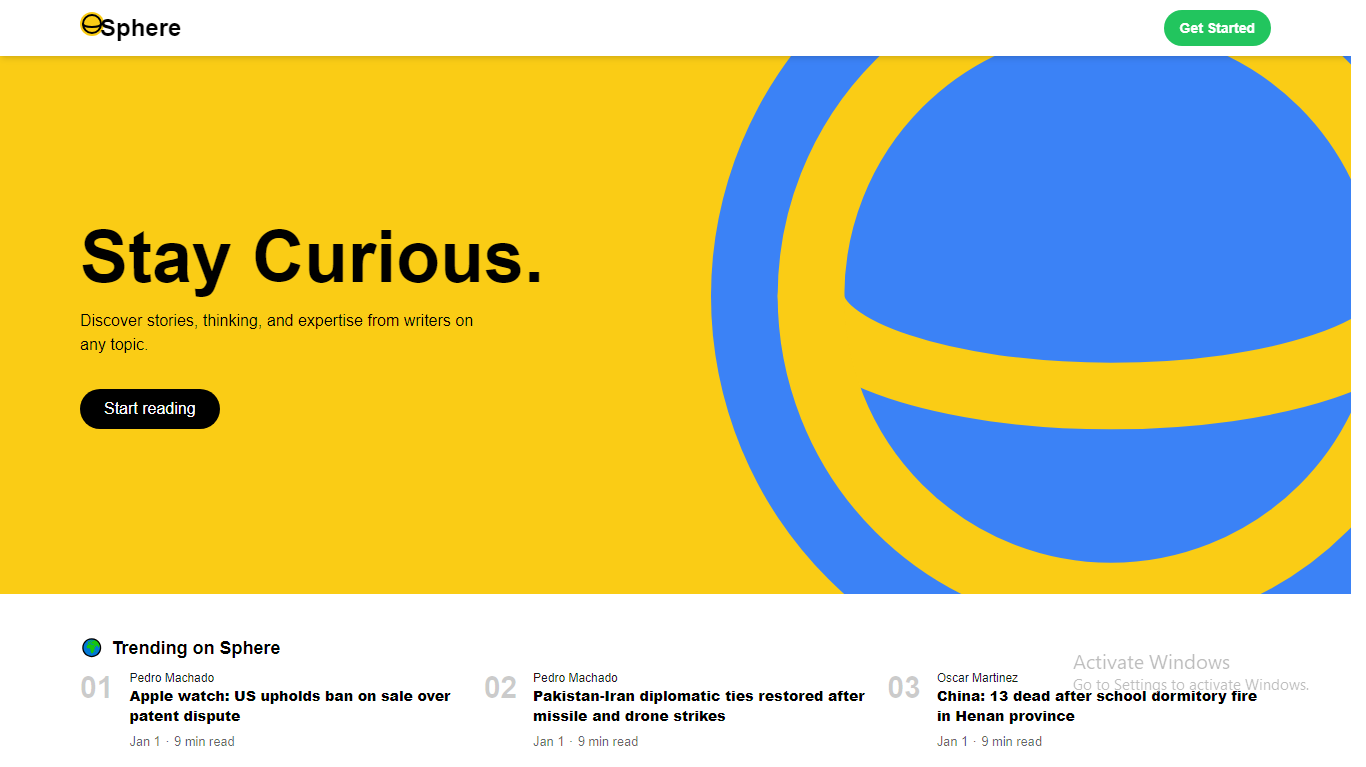 Sphere
Get Started
Stay Curious.
Discover stories, thinking, and expertise from writers on
any topic.
Start reading
Trending on Sphere
01
Pedro Machado
Apple watch: US upholds ban on sale over
patent dispute
Jan 1 · 9 min read
02
Pedro Machado
Pakistan-Iran diplomatic ties restored after
missile and drone strikes
Jan 1 · 9 min read
03
Oscar Martinez
China: 13 dead after school dormitory fire
in Henan province
Jan 1 · 9 min read
Activate Windows
Go to Settings to activate Windows.